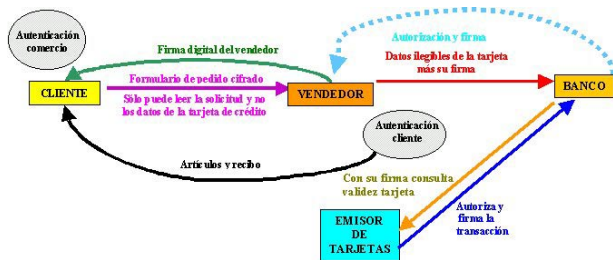 Autenticación
comercio
Firma digital del vendedor
Autorización y firma
Formulario de pedido cifrado
Datos ilegibles de la tarjeta
más su firma
CLIENTE
VENDEDOR
BANCO
Sólo puede leer la solicitud y no
los datos de la tarjeta de crédito
Autenticación
cliente
Artículos y recibo
Con su firma consulta
validez tarjeta
Autoriza y
firma la
transacción
EMISOR
DE
TARJETAS